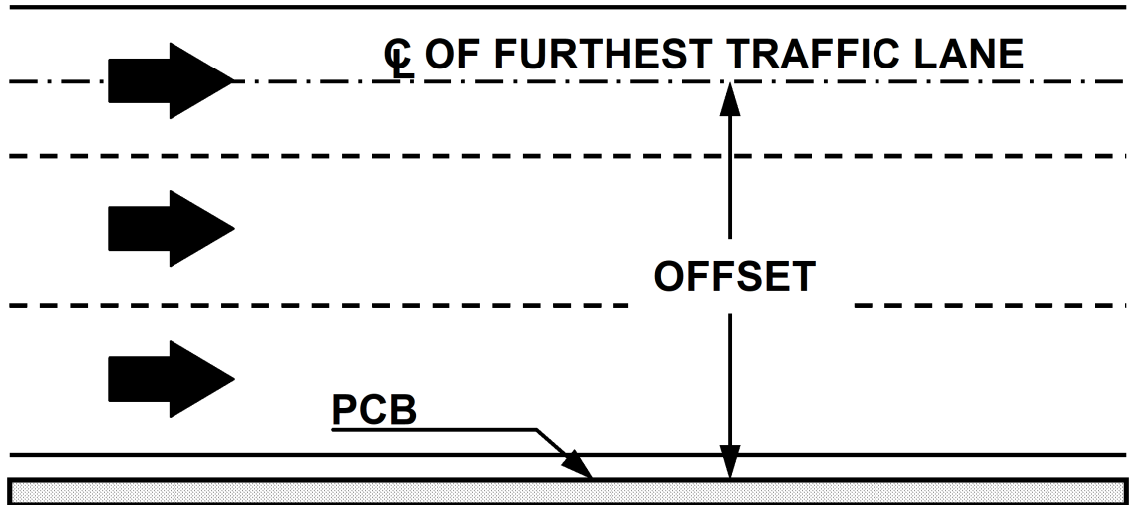 ℄ OF FURTHEST TRAFFIC LANE
OFFSET
PCB